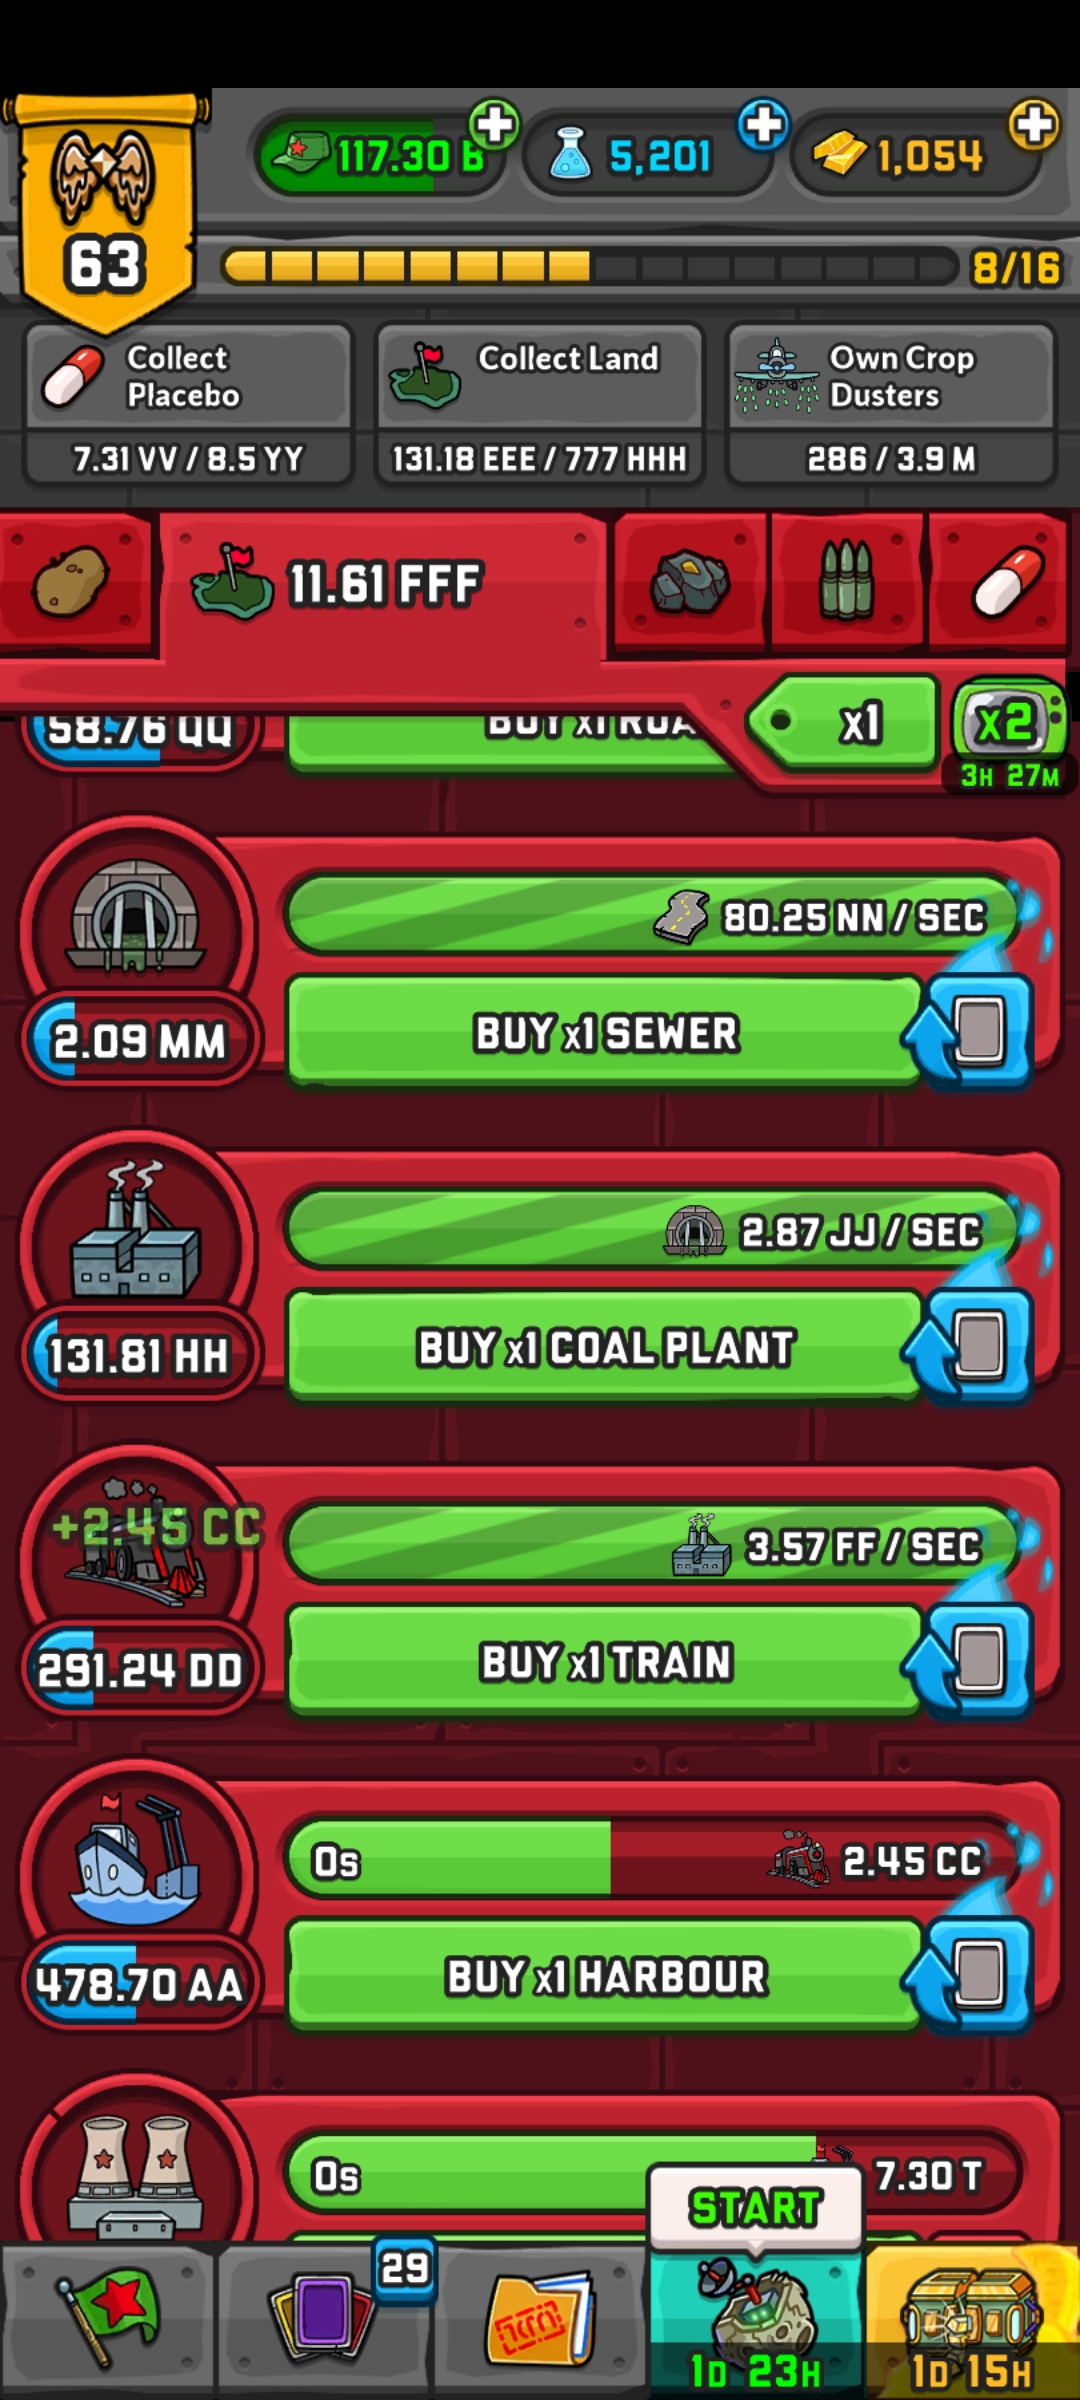 117.30 B
5,201
1,054
63
8/16
Collect
Placebo
7.31 VV / 8.5 YY
Collect Land
131.18 EEE / 777 HHH
Own Crop
Dusters
286 / 3.9 M
11.61 FFF
58.76 QQ
BUY x1
x1
x2
3H 27M
80.25 NN / SEC
2.09 MM
BUY x1 SEWER
2.87 JJ / SEC
131.81 HH
BUY x1 COAL PLANT
+2.45 CC
3.57 FF / SEC
291.24 DD
BUY x1 TRAIN
0s
2.45 CC
478.70 AA
BUY x1 HARBOUR
0s
7.30 T
START
29
1D 23H
1D 15H